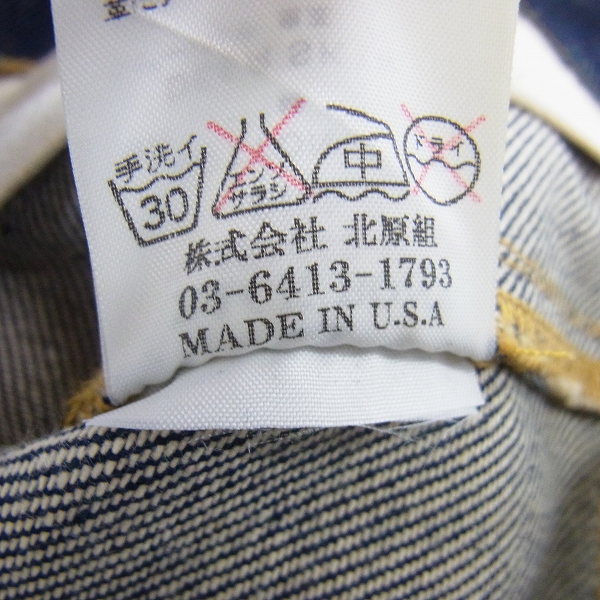 手洗イ
30
エンソ
サラシ
中
ドライ
株式会社 北原組
03-6413-1793
MADE IN U.S.A